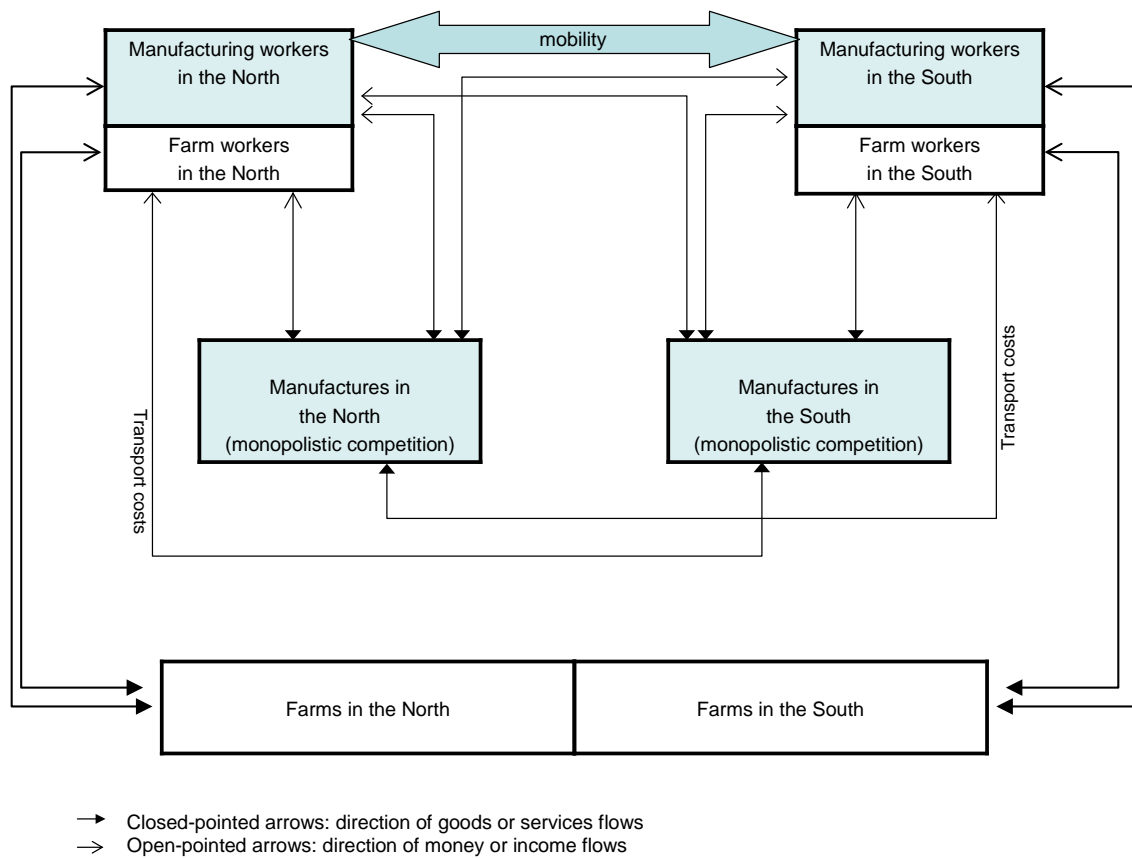 Manufacturing workers
in the North
mobility
Manufacturing workers
in the South
Farm workers
in the North
Farm workers
in the South
Manufactures in
the North
(monopolistic competition)
Manufactures in
the South
(monopolistic competition)
Transport costs
Transport costs
Farms in the North
Farms in the South
Closed-pointed arrows: direction of goods or services flows
Open-pointed arrows: direction of money or income flows